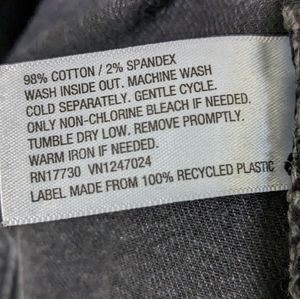 98% COTTON / 2% SPANDEX
WASH INSIDE OUT. MACHINE WASH
COLD SEPARATELY. GENTLE CYCLE.
ONLY NON-CHLORINE BLEACH IF NEEDED.
TUMBLE DRY LOW. REMOVE PROMPTLY.
WARM IRON IF NEEDED.
RN17730 VN1247024
LABEL MADE FROM 100% RECYCLED PLASTIC